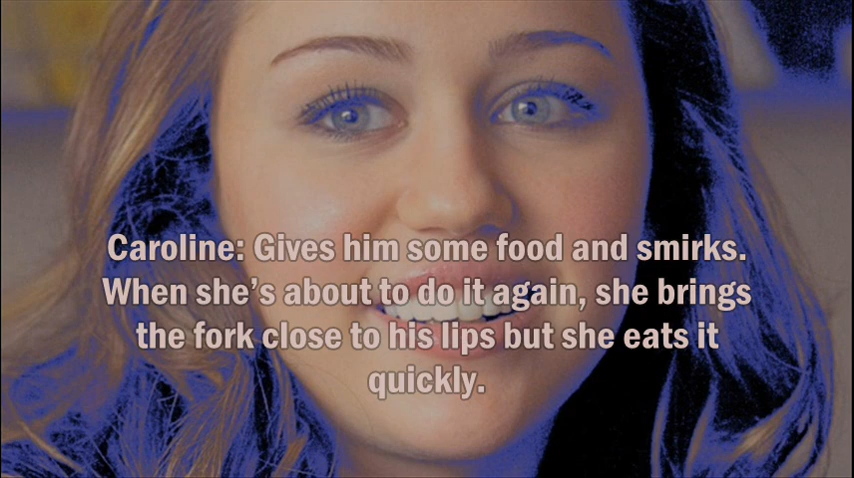 Caroline: Gives him some food and smirks.
When she’s about to do it again, she brings
the fork close to his lips but she eats it
quickly.